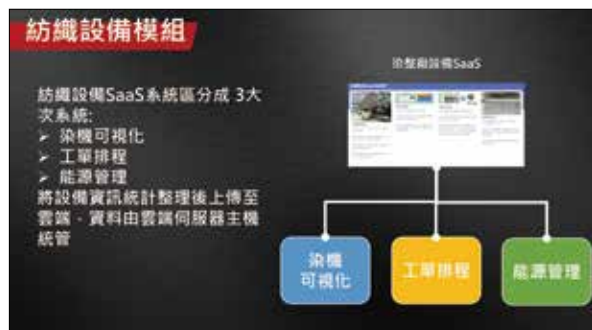 紡織設備模組
紡織設備SaaS系統區分成 3大
次系統:
➢ 染機可視化
➢ 工單排程
➢ 能源管理
將設備資訊統計整理後上傳至
雲端，資料由雲端伺服器主機
統管
染整廠設備SaaS
染機
可視化
工單排程
能源管理